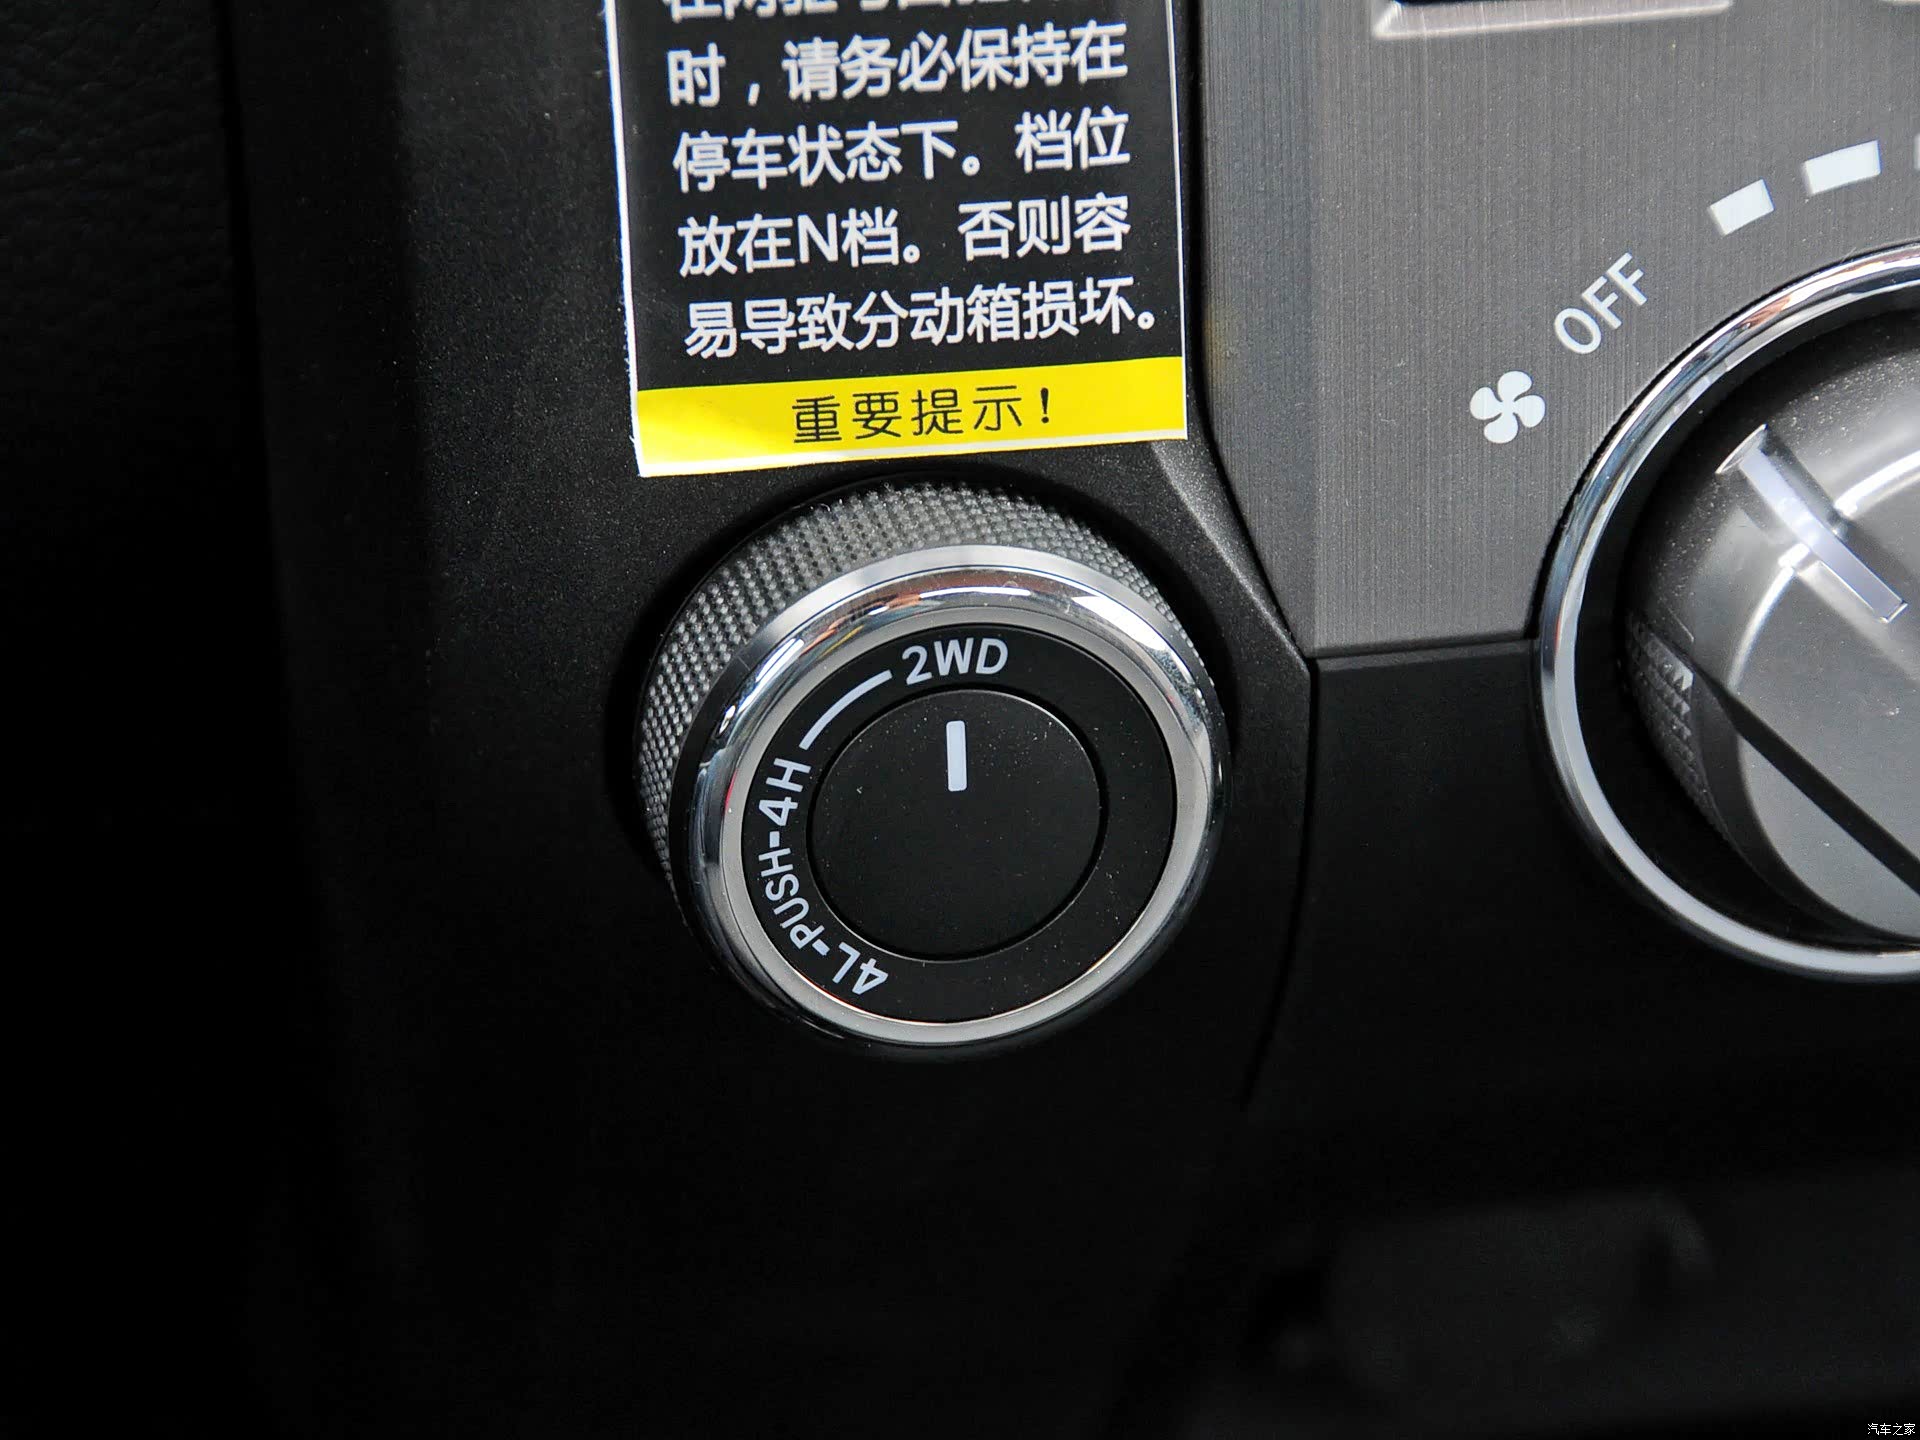 时，请务必保持在
停车状态下。档位
放在N档。否则容
易导致分动箱损坏。
重要提示！
OFF
2WD
4L-PUSH-4H
汽车之家